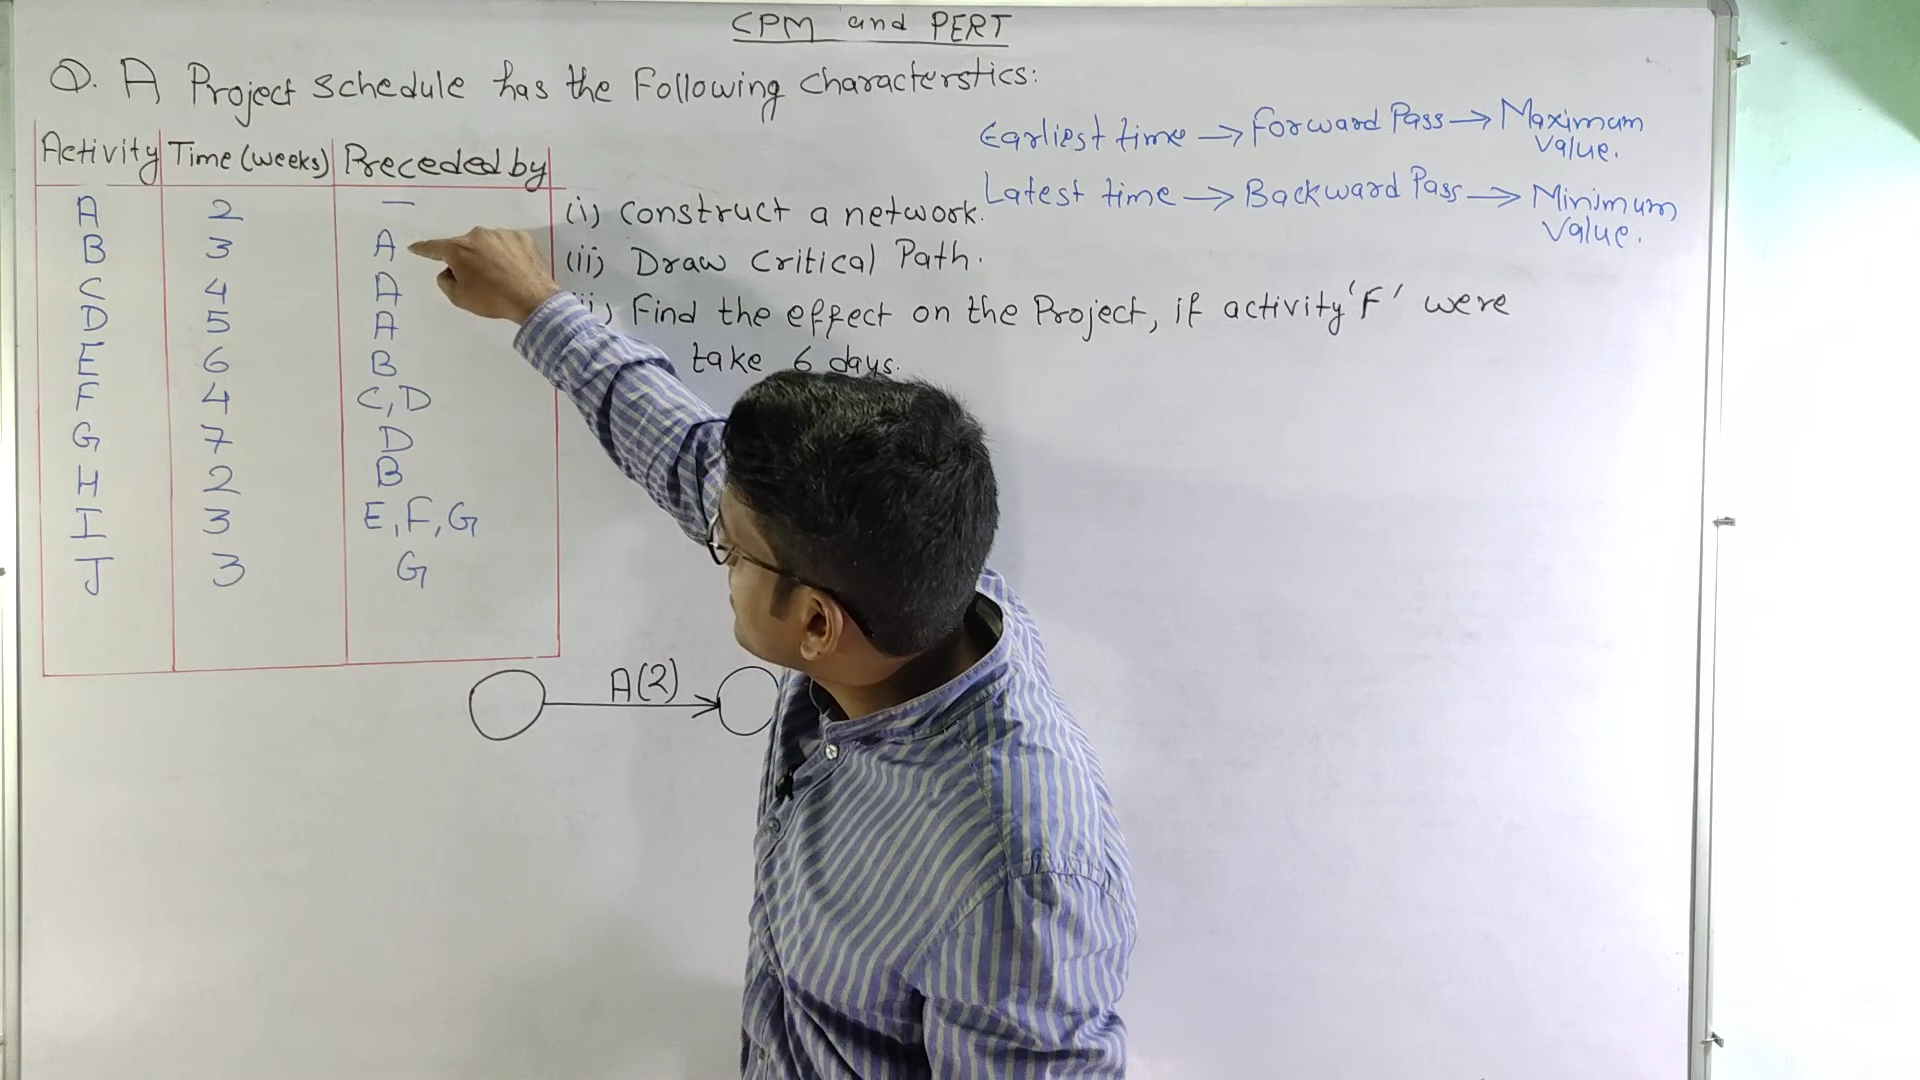 CPM and PERT
Q. A Project schedule has the Following characterstics:
Earliest time → Forward Pass → Maximum
Value.
Latest time → Backward Pass → Minimum
Value.
Activity Time (weeks) Preceded by
A 2 —
B 3 A
C 4 A
D 5 A
E 6 B
F 4 C,D
G 7 D
H 2 B
I 3 E,F,G
J 3 G
(i) Construct a network.
(ii) Draw Critical Path.
) Find the effect on the Project, if activity 'F' were
take 6 days.
A(2)